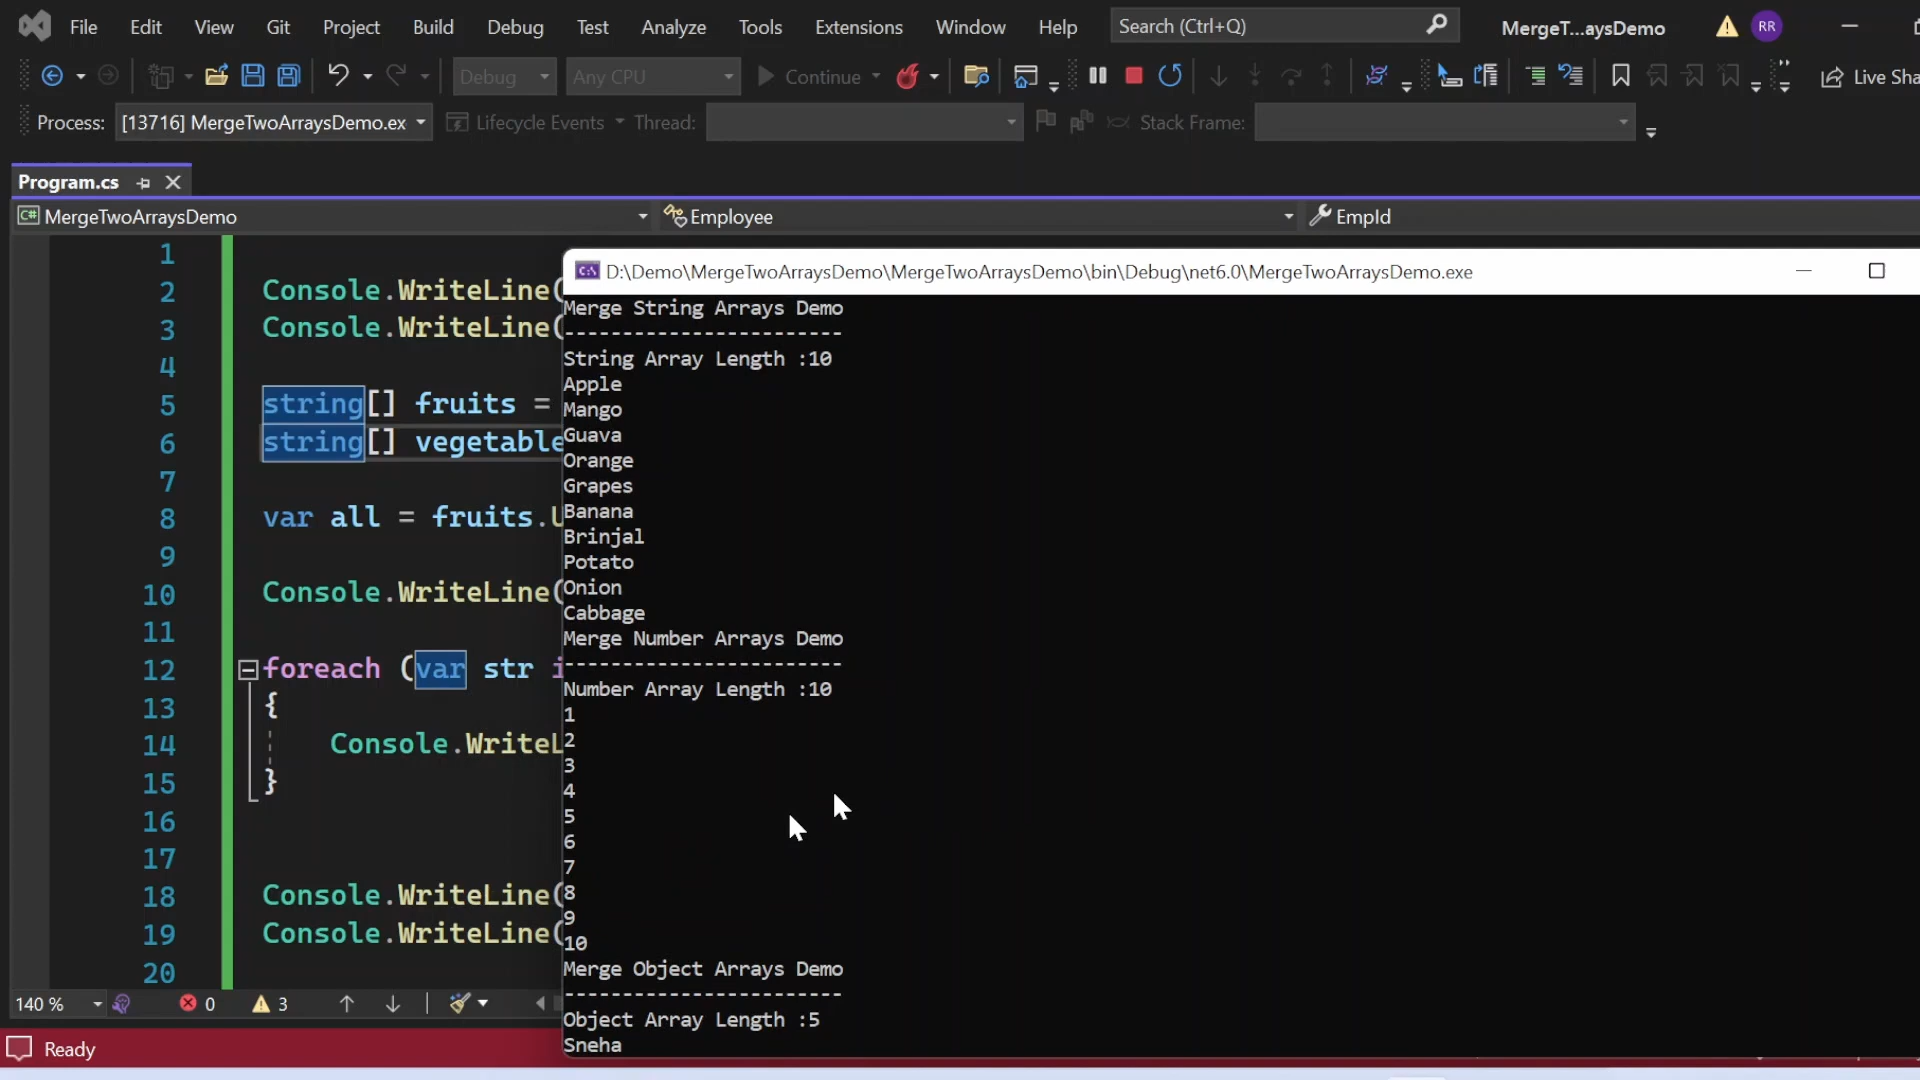 File Edit View Git Project Build Debug Test Analyze Tools Extensions Window Help Search (Ctrl+Q) MergeT...aysDemo RR
Debug Any CPU Continue Live Sha
Process: [13716] MergeTwoArraysDemo.ex Lifecycle Events Thread: Stack Frame:
Program.cs
C# MergeTwoArraysDemo Employee EmpId
1
2 Console.WriteLine(
3 Console.WriteLine(
4
5 string[] fruits =
6 string[] vegetable
7
8 var all = fruits.U
9
10 Console.WriteLine(
11
12 foreach (var str i
13 {
14 Console.WriteL
15 }
16
17
18 Console.WriteLine(
19 Console.WriteLine(
20
140 % 0 3
Ready
D:\Demo\MergeTwoArraysDemo\MergeTwoArraysDemo\bin\Debug\net6.0\MergeTwoArraysDemo.exe
Merge String Arrays Demo
------------------------
String Array Length :10
Apple
Mango
Guava
Orange
Grapes
Banana
Brinjal
Potato
Onion
Cabbage
Merge Number Arrays Demo
------------------------
Number Array Length :10
1
2
3
4
5
6
7
8
9
10
Merge Object Arrays Demo
------------------------
Object Array Length :5
Sneha